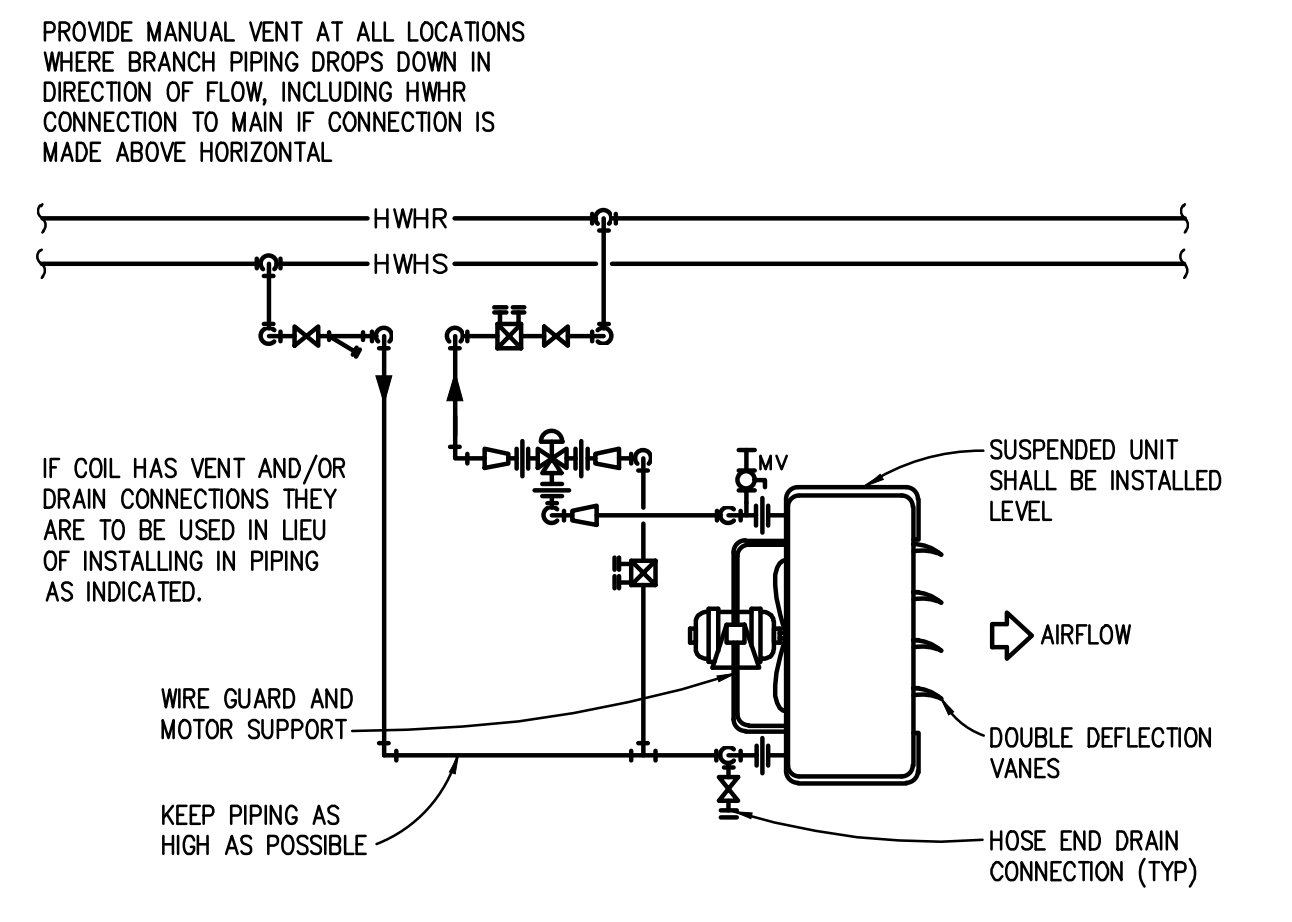 PROVIDE MANUAL VENT AT ALL LOCATIONS
WHERE BRANCH PIPING DROPS DOWN IN
DIRECTION OF FLOW, INCLUDING HWHR
CONNECTION TO MAIN IF CONNECTION IS
MADE ABOVE HORIZONTAL
HWHR
HWHS
IF COIL HAS VENT AND/OR
DRAIN CONNECTIONS THEY
ARE TO BE USED IN LIEU
OF INSTALLING IN PIPING
AS INDICATED.
MV
SUSPENDED UNIT
SHALL BE INSTALLED
LEVEL
AIRFLOW
WIRE GUARD AND
MOTOR SUPPORT
DOUBLE DEFLECTION
VANES
KEEP PIPING AS
HIGH AS POSSIBLE
HOSE END DRAIN
CONNECTION (TYP)